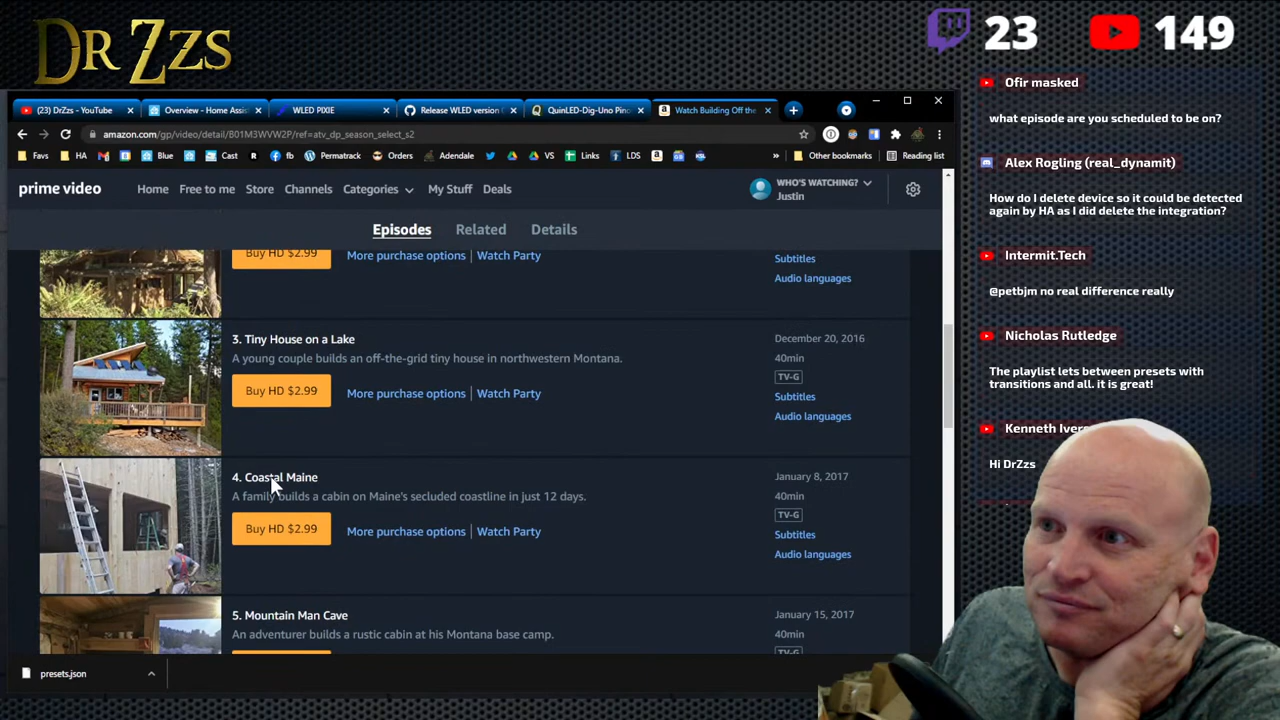 DR ZZS
23
149
(23) DrZzs - YouTube
Overview - Home Assis
WLED PIXIE
Release WLED version
QuinLED-Dig-Uno Pino
Watch Building Off the
amazon.com/gp/video/detail/B01M3WVW2P/ref=atv_dp_season_select_s2
Favs
HA
Blue
Cast
fb
Permatrack
Orders
Adendale
VS
Links
LDS
»
Other bookmarks
Reading list
prime video
Home
Free to me
Store
Channels
Categories
My Stuff
Deals
WHO'S WATCHING?
Justin
Episodes
Related
Details
Buy HD $2.99
More purchase options | Watch Party
Subtitles
Audio languages
3. Tiny House on a Lake
A young couple builds an off-the-grid tiny house in northwestern Montana.
Buy HD $2.99
More purchase options | Watch Party
December 20, 2016
40min
TV-G
Subtitles
Audio languages
4. Coastal Maine
A family builds a cabin on Maine's secluded coastline in just 12 days.
Buy HD $2.99
More purchase options | Watch Party
January 8, 2017
40min
TV-G
Subtitles
Audio languages
5. Mountain Man Cave
An adventurer builds a rustic cabin at his Montana base camp.
January 15, 2017
40min
TV-G
presets.json
Ofir masked
what episode are you scheduled to be on?
Alex Rogling (real_dynamit)
How do I delete device so it could be detected
again by HA as I did delete the integration?
Intermit.Tech
@petbjm no real difference really
Nicholas Rutledge
The playlist lets between presets with
transitions and all. it is great!
Kenneth Ivers
Hi DrZzs